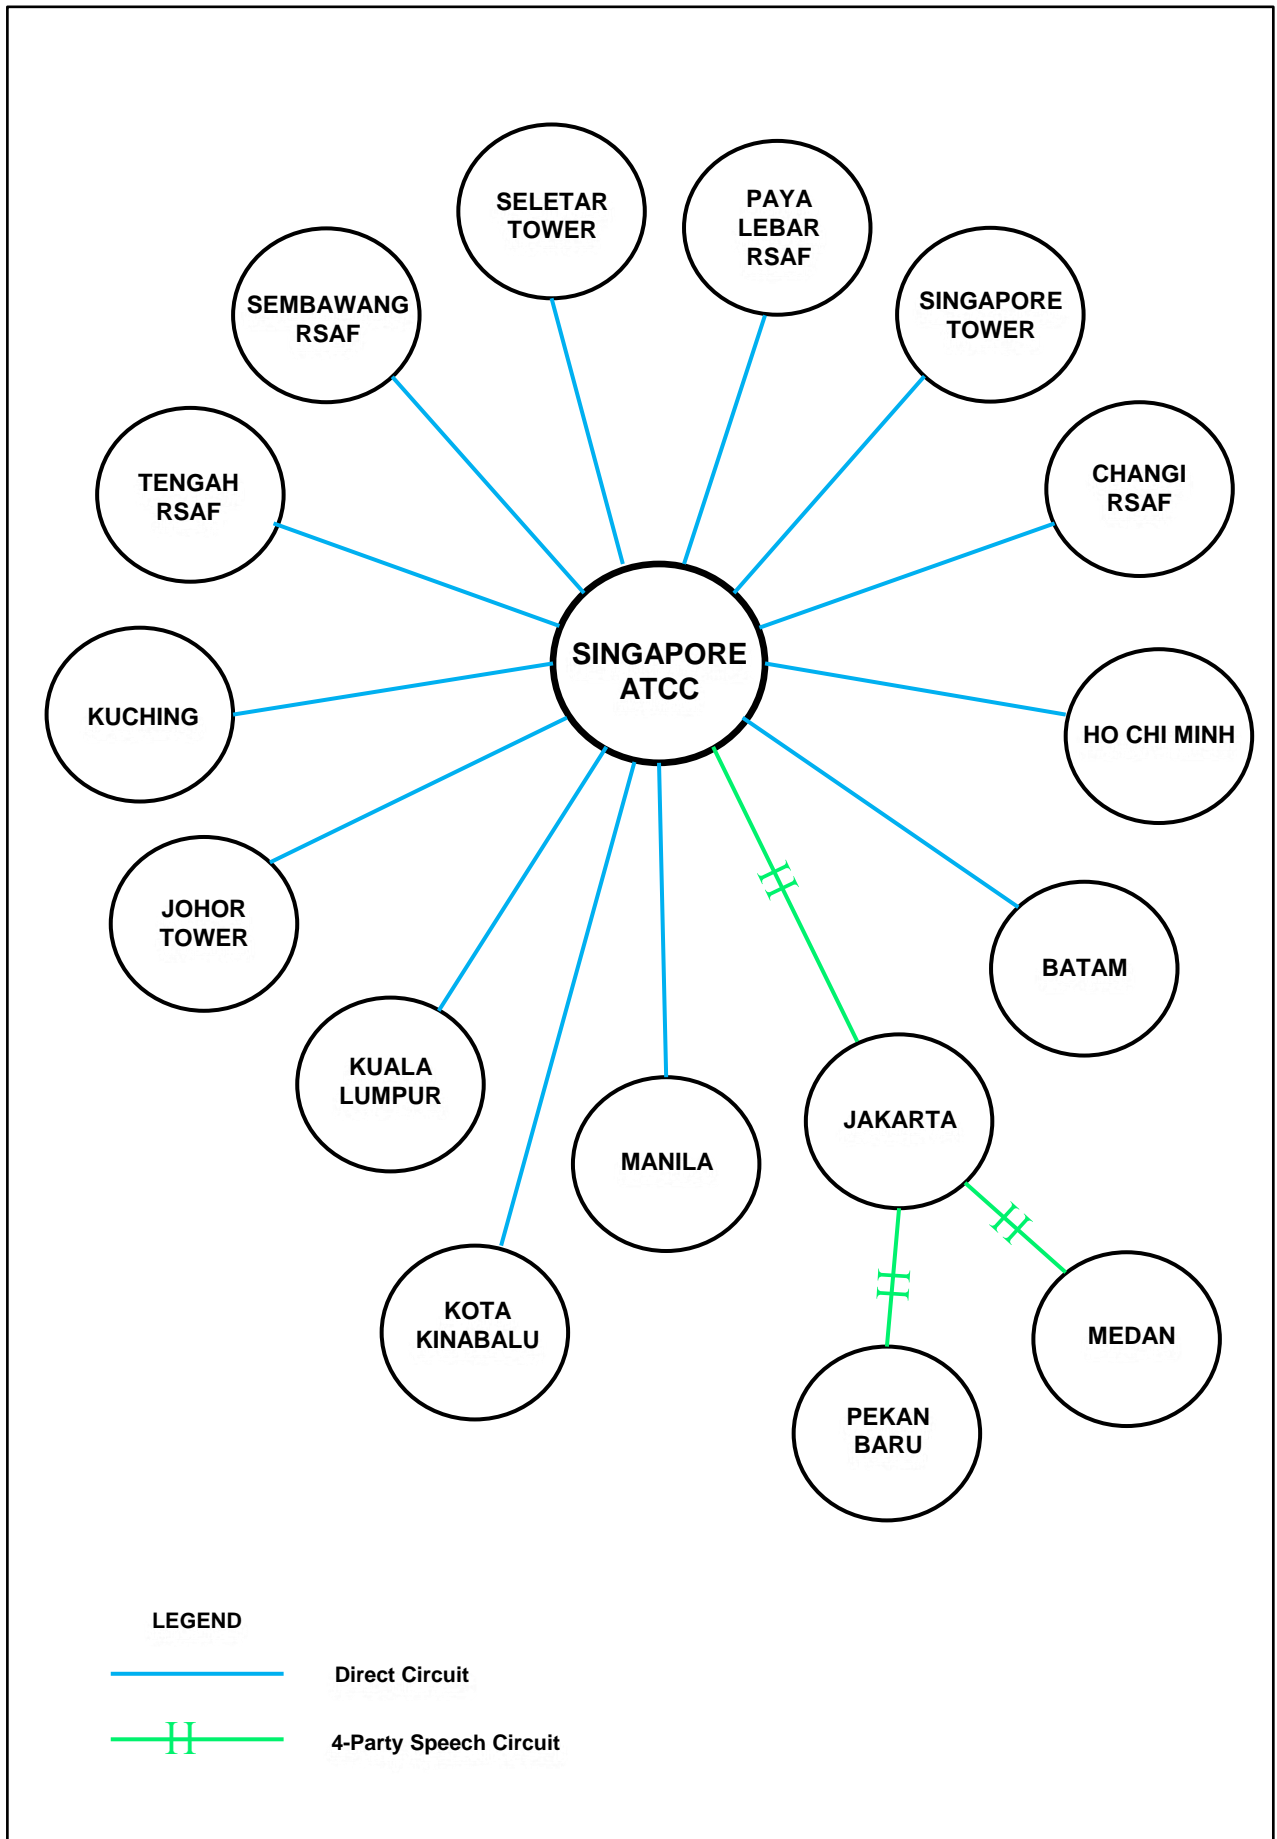 SELETAR
TOWER
PAYA
LEBAR
RSAF
SEMBAWANG
RSAF
SINGAPORE
TOWER
TENGAH
RSAF
CHANGI
RSAF
SINGAPORE
ATCC
KUCHING
HO CHI MINH
JOHOR
TOWER
BATAM
KUALA
LUMPUR
JAKARTA
MANILA
KOTA
KINABALU
MEDAN
PEKAN
BARU
LEGEND
Direct Circuit
4-Party Speech Circuit